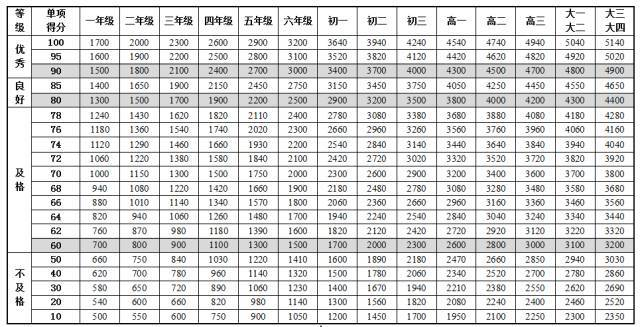 等级 单项得分 一年级 二年级 三年级 四年级 五年级 六年级 初一 初二 初三 高一 高二 高三 大一大二 大三大四
优秀 100 1700 2000 2300 2600 2900 3200 3640 3940 4240 4540 4740 4940 5040 5140
95 1600 1900 2200 2500 2800 3100 3520 3820 4120 4420 4620 4820 4920 5020
90 1500 1800 2100 2400 2700 3000 3400 3700 4000 4300 4500 4700 4800 4900
良好 85 1400 1650 1900 2150 2450 2750 3150 3450 3750 4050 4250 4450 4550 4650
80 1300 1500 1700 1900 2200 2500 2900 3200 3500 3800 4000 4200 4300 4400
及格 78 1240 1430 1620 1820 2110 2400 2780 3080 3380 3680 3880 4080 4180 4280
76 1180 1360 1540 1740 2020 2300 2660 2960 3260 3560 3760 3960 4060 4160
74 1120 1290 1460 1660 1930 2200 2540 2840 3140 3440 3640 3840 3940 4040
72 1060 1220 1380 1580 1840 2100 2420 2720 3020 3320 3520 3720 3820 3920
70 1000 1150 1300 1500 1750 2000 2300 2600 2900 3200 3400 3600 3700 3800
68 940 1080 1220 1420 1660 1900 2180 2480 2780 3080 3280 3480 3580 3680
66 880 1010 1140 1340 1570 1800 2060 2360 2660 2960 3160 3360 3460 3560
64 820 940 1060 1260 1480 1700 1940 2240 2540 2840 3040 3240 3340 3440
62 760 870 980 1180 1390 1600 1820 2120 2420 2720 2920 3120 3220 3320
60 700 800 900 1100 1300 1500 1700 2000 2300 2600 2800 3000 3100 3200
不及格 50 660 750 840 1030 1220 1410 1600 1890 2180 2470 2660 2850 2940 3030
40 620 700 780 960 1140 1320 1500 1780 2060 2340 2520 2700 2780 2860
30 580 650 720 890 1060 1230 1400 1670 1940 2210 2380 2550 2620 2690
20 540 600 660 820 980 1140 1300 1560 1820 2080 2240 2400 2460 2520
10 500 550 600 750 900 1050 1200 1450 1700 1950 2100 2250 2300 2350